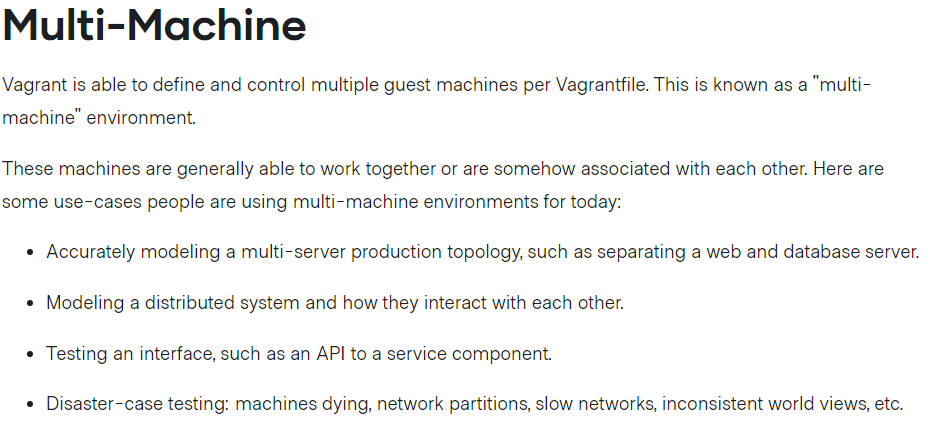 Multi-Machine
Vagrant is able to define and control multiple guest machines per Vagrantfile. This is known as a "multi-
machine" environment.
These machines are generally able to work together or are somehow associated with each other. Here are
some use-cases people are using multi-machine environments for today:
• Accurately modeling a multi-server production topology, such as separating a web and database server.
• Modeling a distributed system and how they interact with each other.
• Testing an interface, such as an API to a service component.
• Disaster-case testing: machines dying, network partitions, slow networks, inconsistent world views, etc.